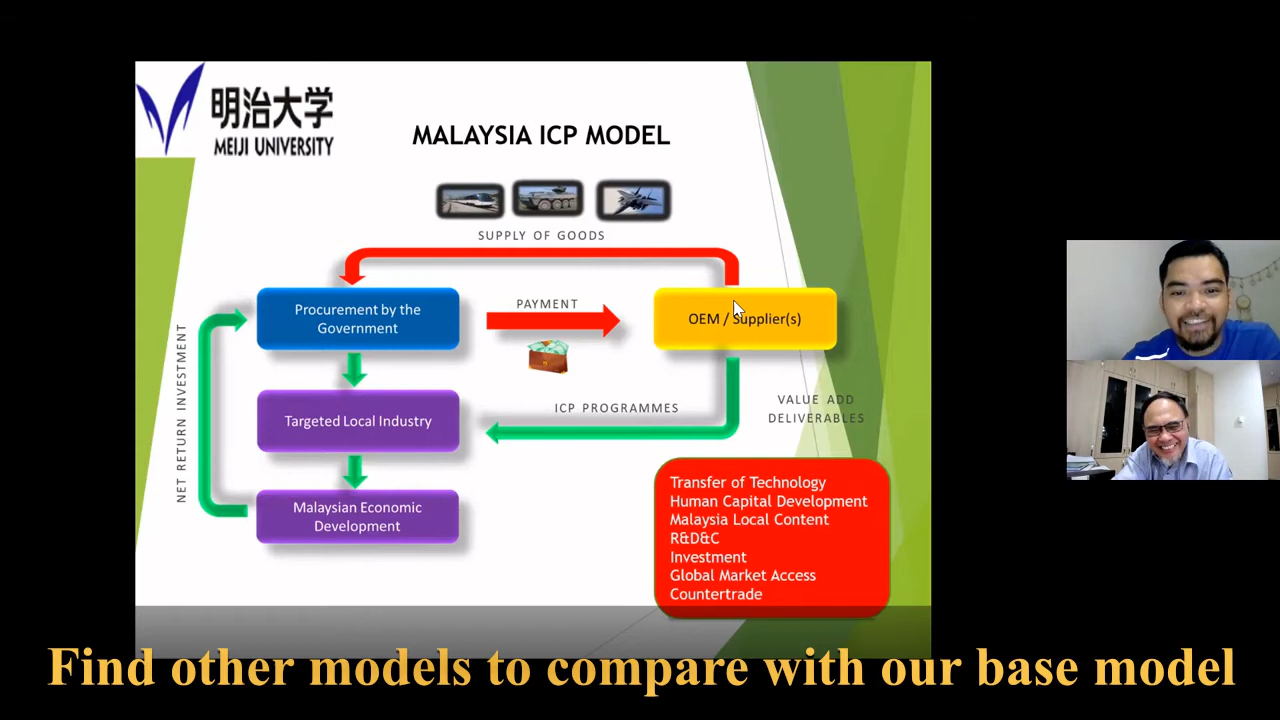 明治大学
MEIJI UNIVERSITY
MALAYSIA ICP MODEL
SUPPLY OF GOODS
Procurement by the
Government
PAYMENT
OEM / Supplier(s)
NET RETURN INVESTMENT
Targeted Local Industry
ICP PROGRAMMES
VALUE ADD
DELIVERABLES
Malaysian Economic
Development
Transfer of Technology
Human Capital Development
Malaysia Local Content
R&D&C
Investment
Global Market Access
Countertrade
Find other models to compare with our base model